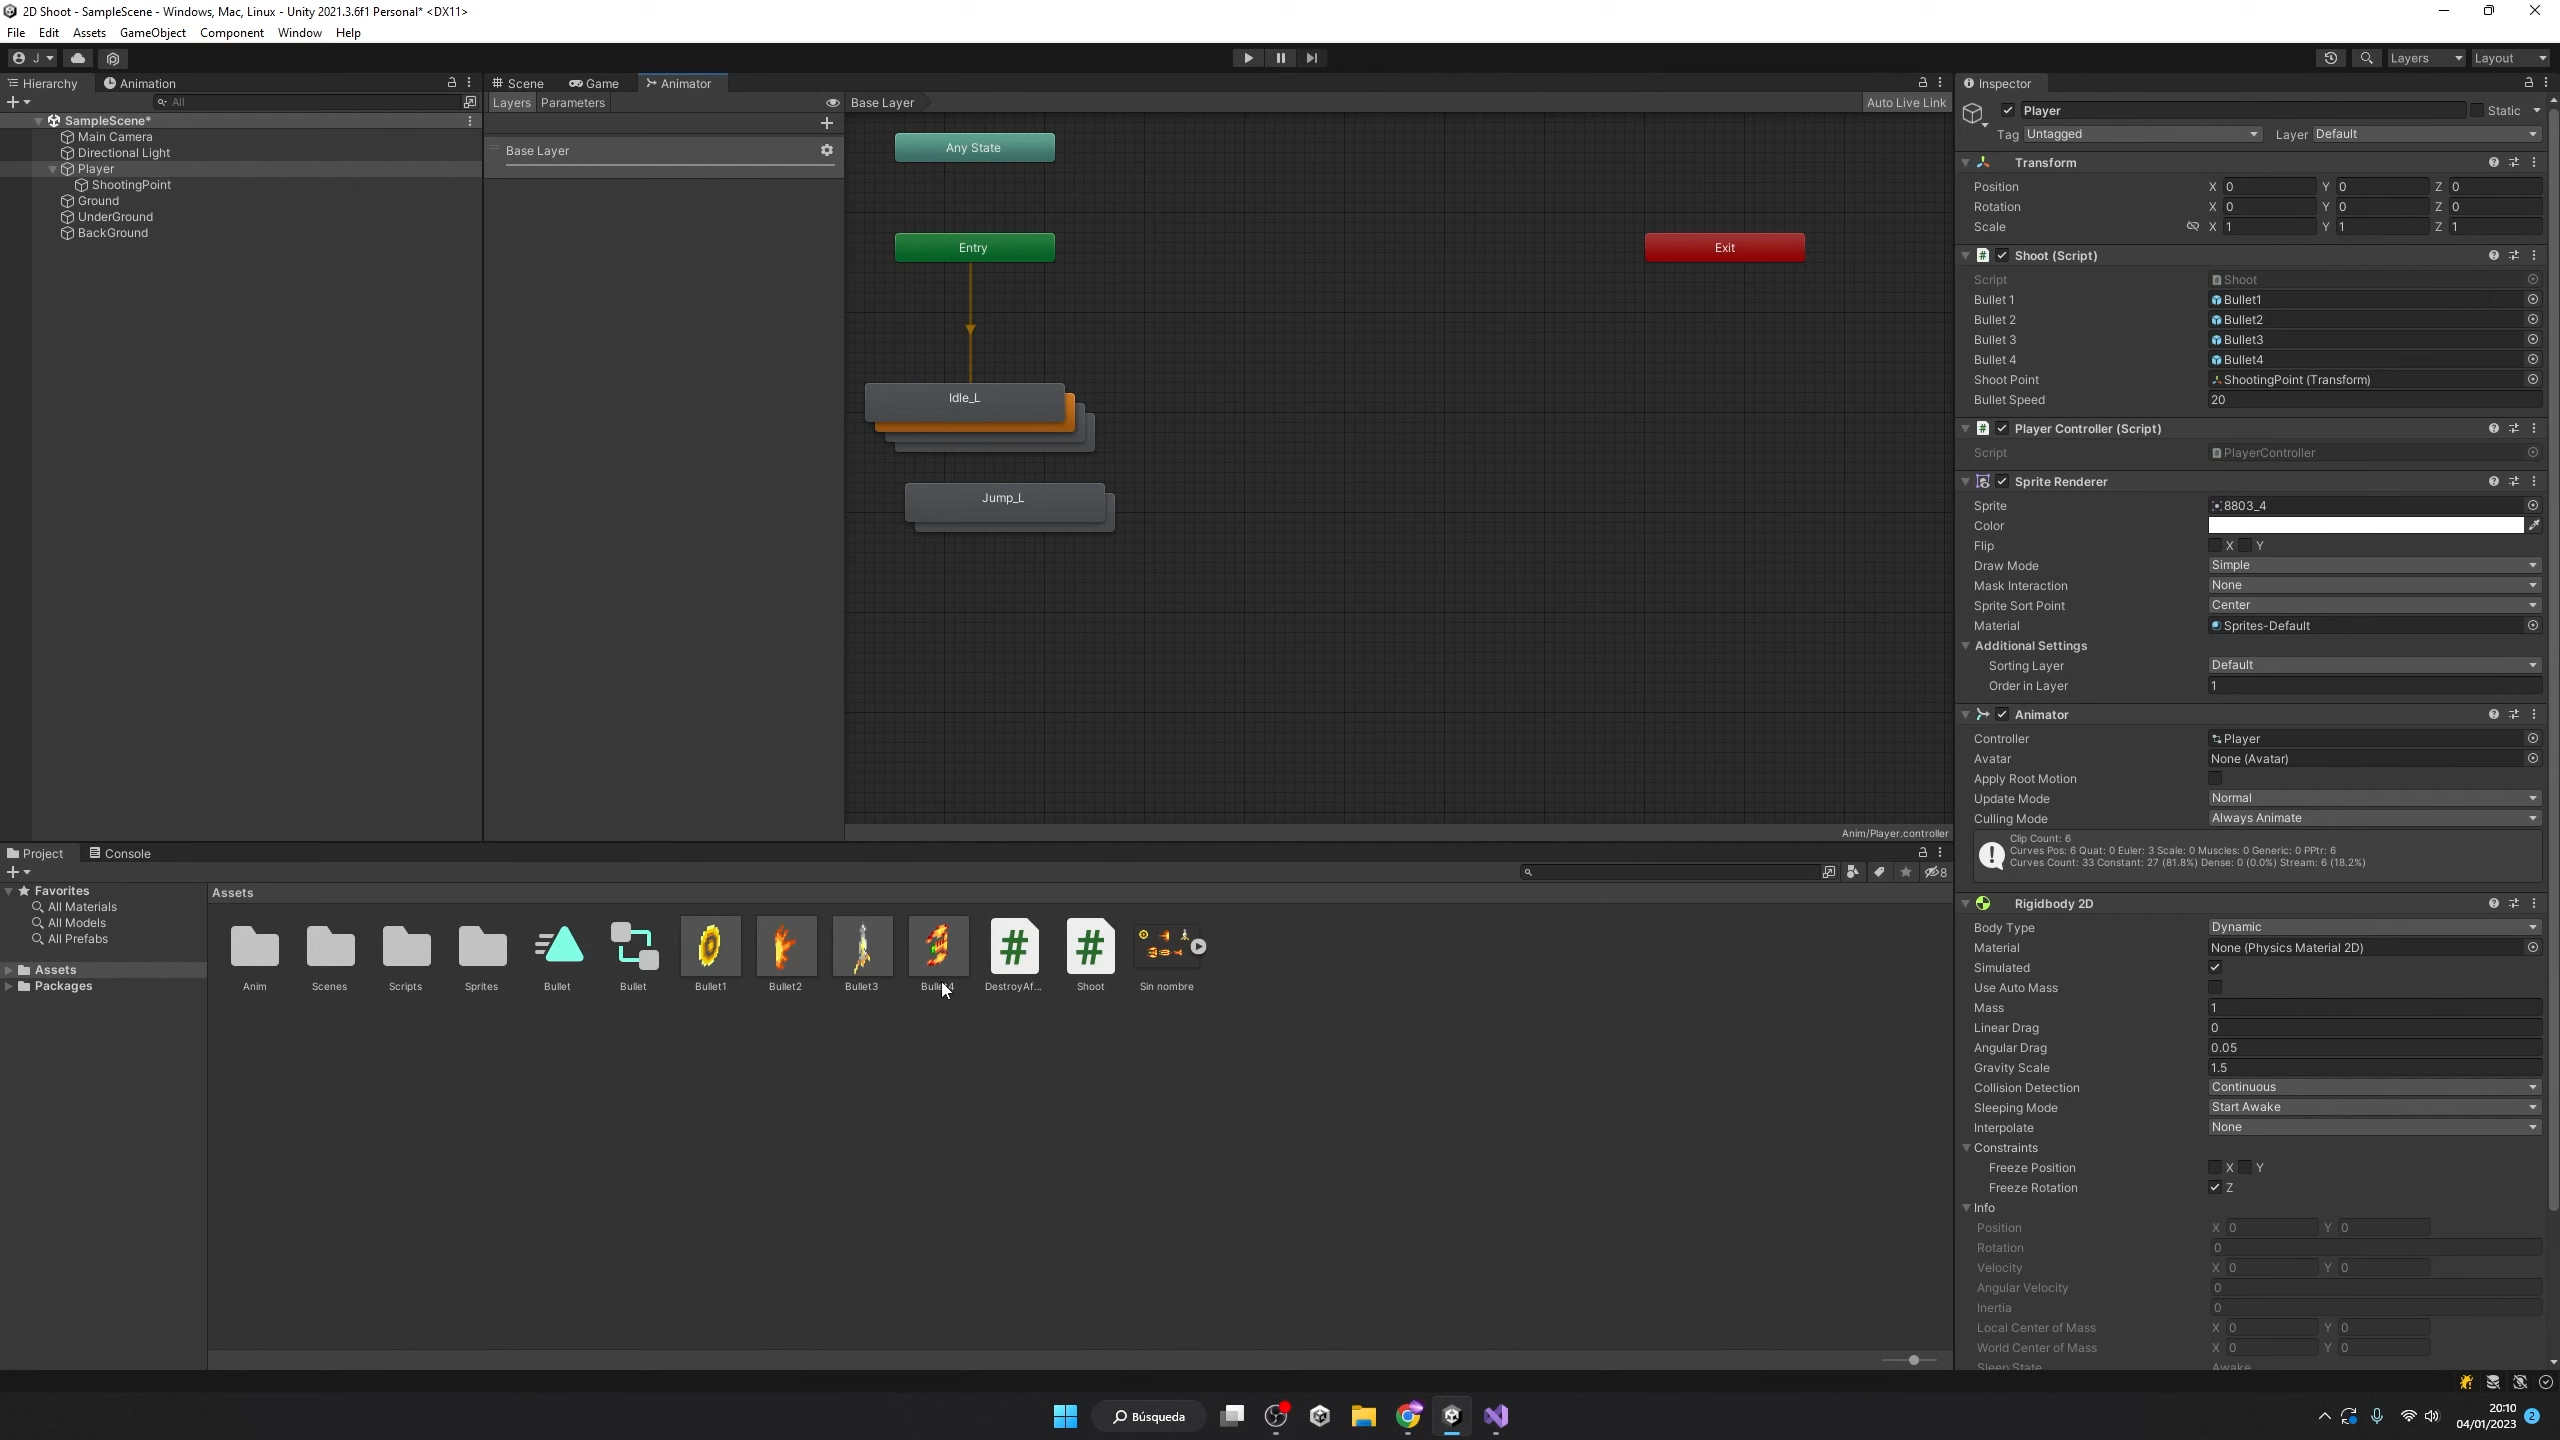 2D Shoot - SampleScene - Windows, Mac, Linux - Unity 2021.3.6f1 Personal* <DX11>
File Edit Assets GameObject Component Window Help
J Layers Layout
Hierarchy Animation
All
SampleScene*
Main Camera
Directional Light
Player
ShootingPoint
Ground
UnderGround
BackGround
Scene Game Animator
Layers Parameters Base Layer Auto Live Link
Base Layer
Any State
Entry
Exit
Idle_L
Jump_L
Anim/Player.controller
Inspector
Player Static
Tag Untagged Layer Default
Transform
Position X 0 Y 0 Z 0
Rotation X 0 Y 0 Z 0
Scale X 1 Y 1 Z 1
Shoot (Script)
Script Shoot
Bullet 1 Bullet1
Bullet 2 Bullet2
Bullet 3 Bullet3
Bullet 4 Bullet4
Shoot Point ShootingPoint (Transform)
Bullet Speed 20
Player Controller (Script)
Script PlayerController
Sprite Renderer
Sprite 8803_4
Color
Flip X Y
Draw Mode Simple
Mask Interaction None
Sprite Sort Point Center
Material Sprites-Default
Additional Settings
Sorting Layer Default
Order in Layer 1
Animator
Controller Player
Avatar None (Avatar)
Apply Root Motion
Update Mode Normal
Culling Mode Always Animate
Clip Count: 6
Curves Pos: 6 Quat: 0 Euler: 3 Scale: 0 Muscles: 0 Generic: 0 PPtr: 6
Curves Count: 33 Constant: 27 (81.8%) Dense: 0 (0.0%) Stream: 6 (18.2%)
Rigidbody 2D
Body Type Dynamic
Material None (Physics Material 2D)
Simulated
Use Auto Mass
Mass 1
Linear Drag 0
Angular Drag 0.05
Gravity Scale 1.5
Collision Detection Continuous
Sleeping Mode Start Awake
Interpolate None
Constraints
Freeze Position X Y
Freeze Rotation Z
Info
Position X 0 Y 0
Rotation 0
Velocity X 0 Y 0
Angular Velocity 0
Inertia 0
Local Center of Mass X 0 Y 0
World Center of Mass X 0 Y 0
Sleep State Awake
Project Console
8
Favorites
All Materials
All Models
All Prefabs
Assets
Packages
Assets
Anim Scenes Scripts Sprites Bullet Bullet Bullet1 Bullet2 Bullet3 Bullet4 DestroyAf... Shoot Sin nombre
Búsqueda
20:10
04/01/2023
2